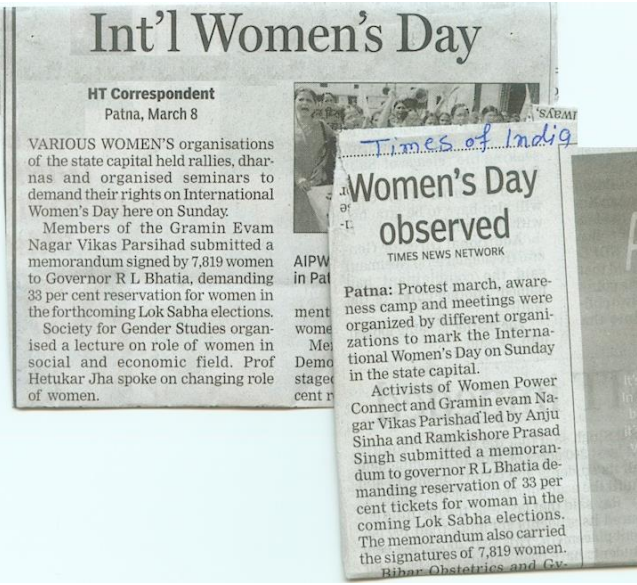 Int'l Women's Day
HT Correspondent
Patna, March 8
VARIOUS WOMEN'S organisations
of the state capital held rallies, dhar-
nas and organised seminars to
demand their rights on International
Women's Day here on Sunday.
Members of the Gramin Evam
Nagar Vikas Parsihad submitted a
memorandum signed by 7,819 women
to Governor R L Bhatia, demanding
33 per cent reservation for women in
the forthcoming Lok Sabha elections.
Society for Gender Studies organ-
ised a lecture on role of women in
social and economic field. Prof
Hetukar Jha spoke on changing role
of women.
AIPW
in Pat
ment
wome
Me
Demo
staged
cent r
Times of India
Women's Day
observed
TIMES NEWS NETWORK
Patna: Protest march, aware-
ness camp and meetings were
organized by different organi-
zations to mark the Interna-
tional Women's Day on Sunday
in the state capital.
Activists of Women Power
Connect and Gramin evam Na-
gar Vikas Parishad led by Anju
Sinha and Ramkishore Prasad
Singh submitted a memoran-
dum to governor R L Bhatia de-
manding reservation of 33 per
cent tickets for woman in the
coming Lok Sabha elections.
The memorandum also carried
the signatures of 7,819 women.
Bihar Obstetrics and Gy-